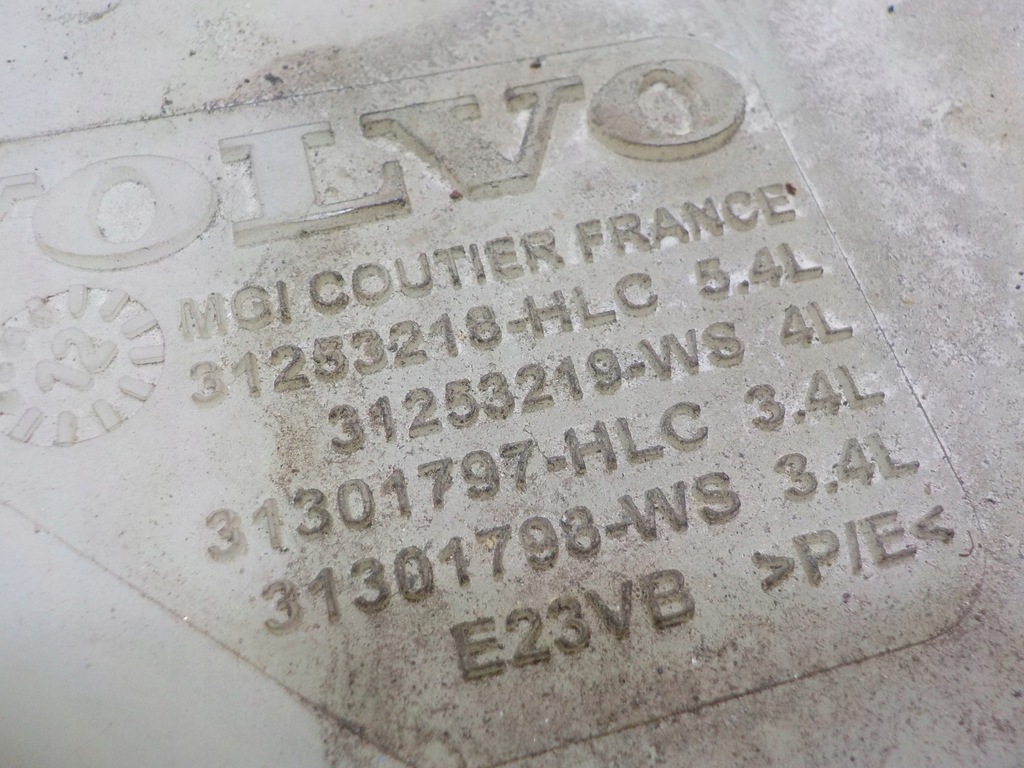 VOLVO
MGI COUTIER FRANCE
31253218-HLC 5.4L
31253219-WS 4L
31301797-HLC 3.4L
31301798-WS 3.4L
E23VB >P/E<
12